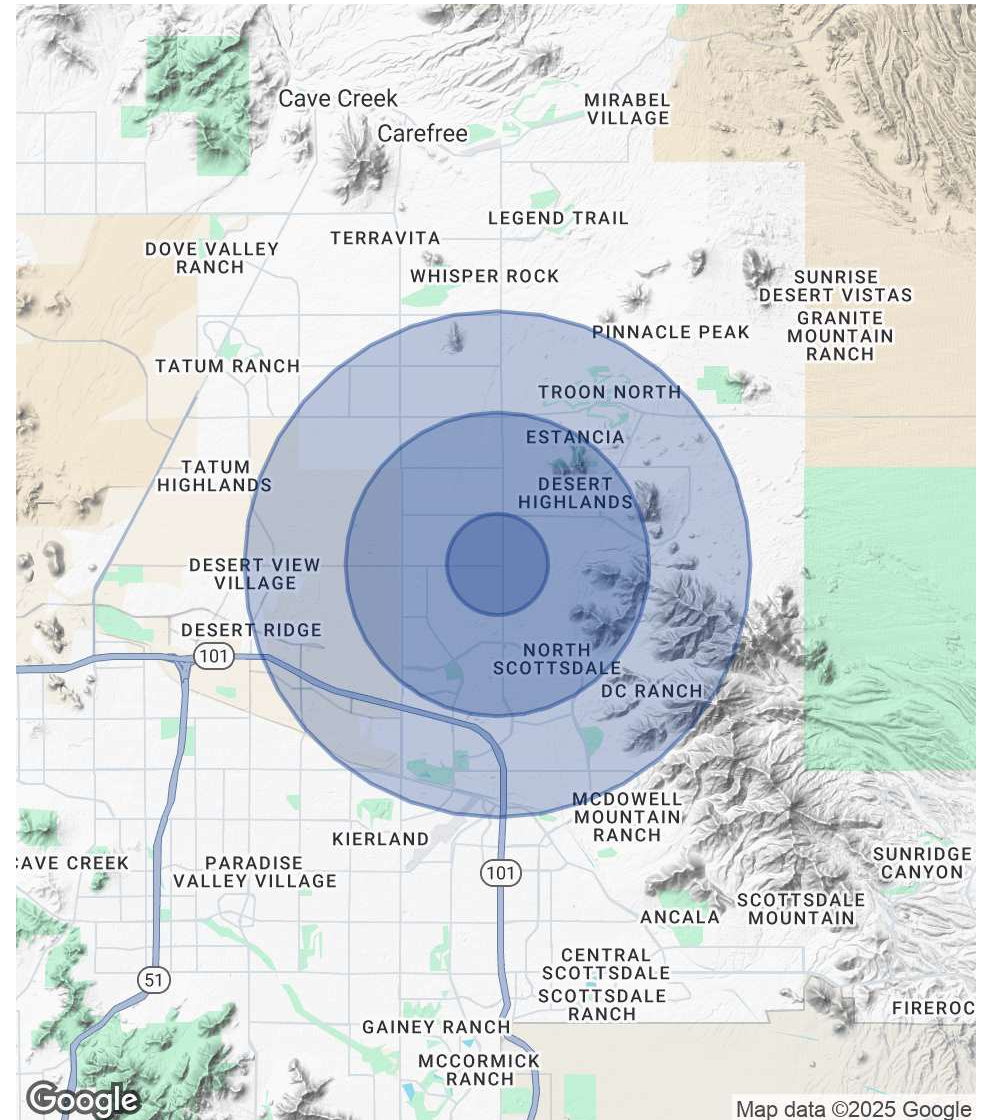 Cave Creek
MIRABEL
VILLAGE
Carefree
LEGEND TRAIL
TERRAVITA
DOVE VALLEY
RANCH
WHISPER ROCK
SUNRISE
DESERT VISTAS
GRANITE
MOUNTAIN
RANCH
PINNACLE PEAK
TATUM RANCH
TROON NORTH
ESTANCIA
TATUM
HIGHLANDS
DESERT
HIGHLANDS
DESERT VIEW
VILLAGE
DESERT RIDGE
101
NORTH
SCOTTSDALE
DC RANCH
MCDOWELL
MOUNTAIN
RANCH
KIERLAND
CAVE CREEK
PARADISE
VALLEY VILLAGE
101
SUNRIDGE
CANYON
SCOTTSDALE
MOUNTAIN
ANCALA
CENTRAL
SCOTTSDALE
51
SCOTTSDALE
RANCH
FIREROC
GAINEY RANCH
MCCORMICK
RANCH
Google
Map data ©2025 Google